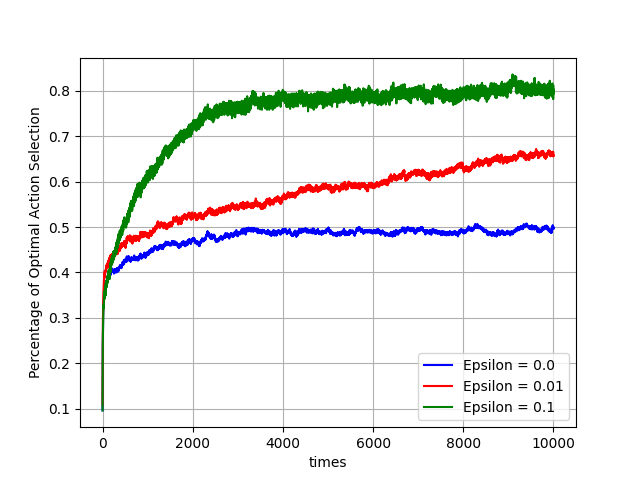 0.8
0.7
0.6
0.5
0.4
0.3
0.2
0.1
Percentage of Optimal Action Selection
0 2000 4000 6000 8000 10000
times
Epsilon = 0.0
Epsilon = 0.01
Epsilon = 0.1